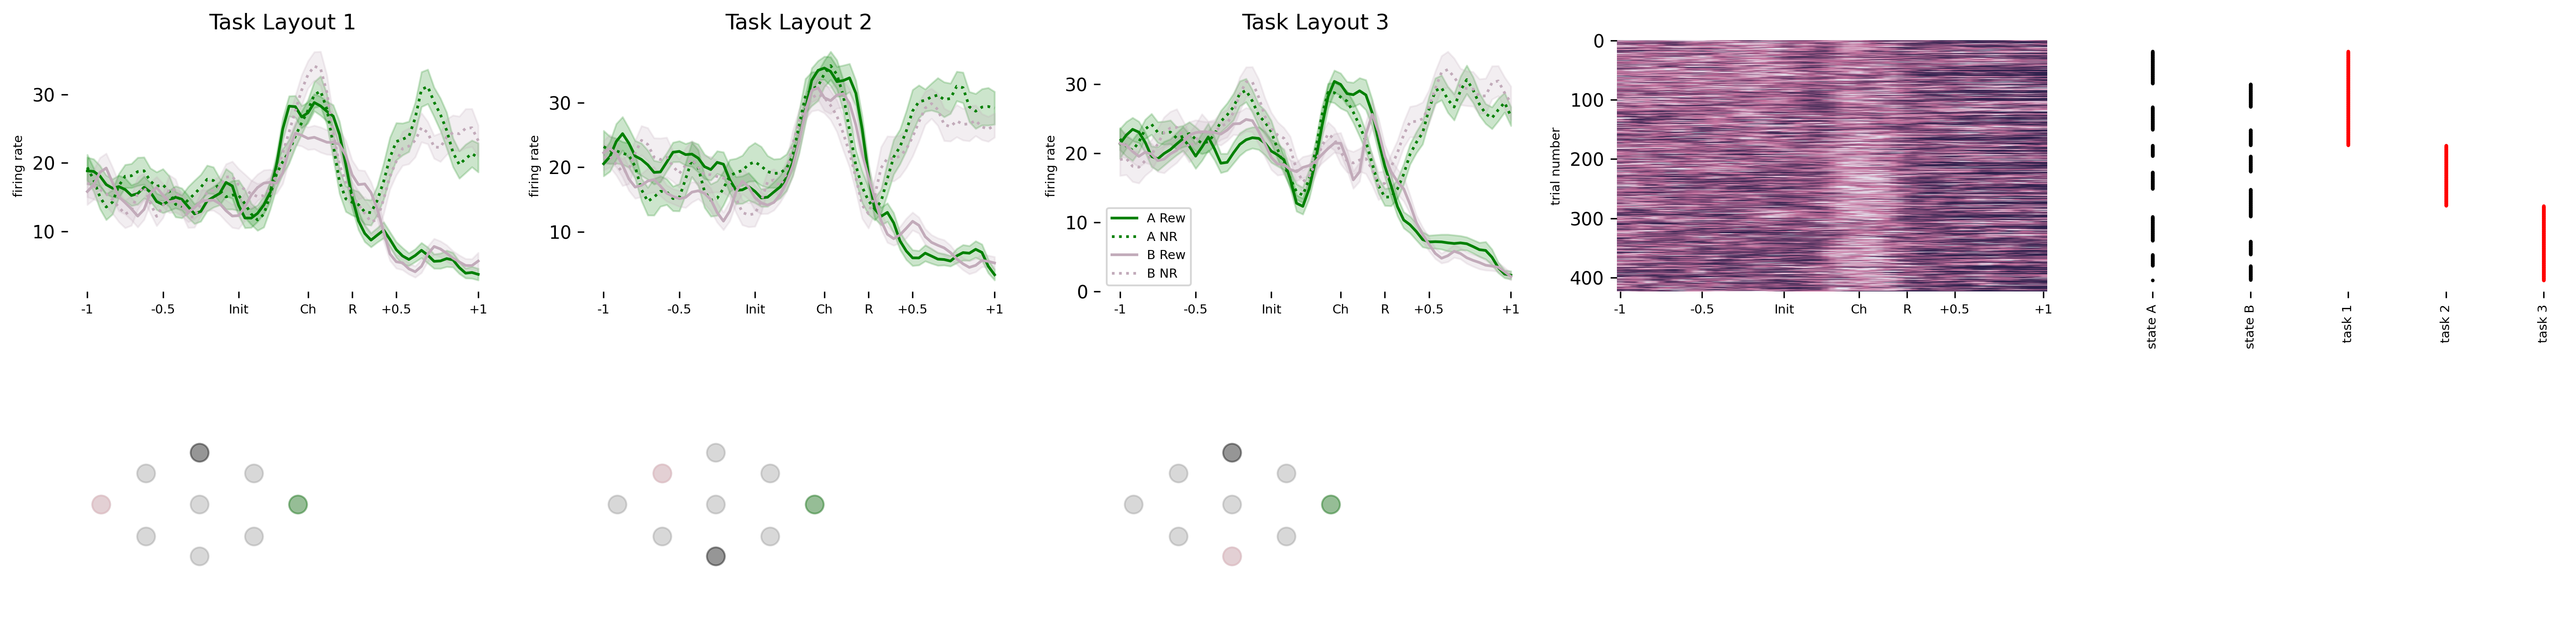 Task Layout 1
firing rate
30
20
10
-1 -0.5 Init Ch R +0.5 +1
Task Layout 2
firing rate
30
20
10
-1 -0.5 Init Ch R +0.5 +1
Task Layout 3
firing rate
30
20
10
0
A Rew
A NR
B Rew
B NR
-1 -0.5 Init Ch R +0.5 +1
trial number
0
100
200
300
400
-1 -0.5 Init Ch R +0.5 +1
state A
state B
task 1
task 2
task 3